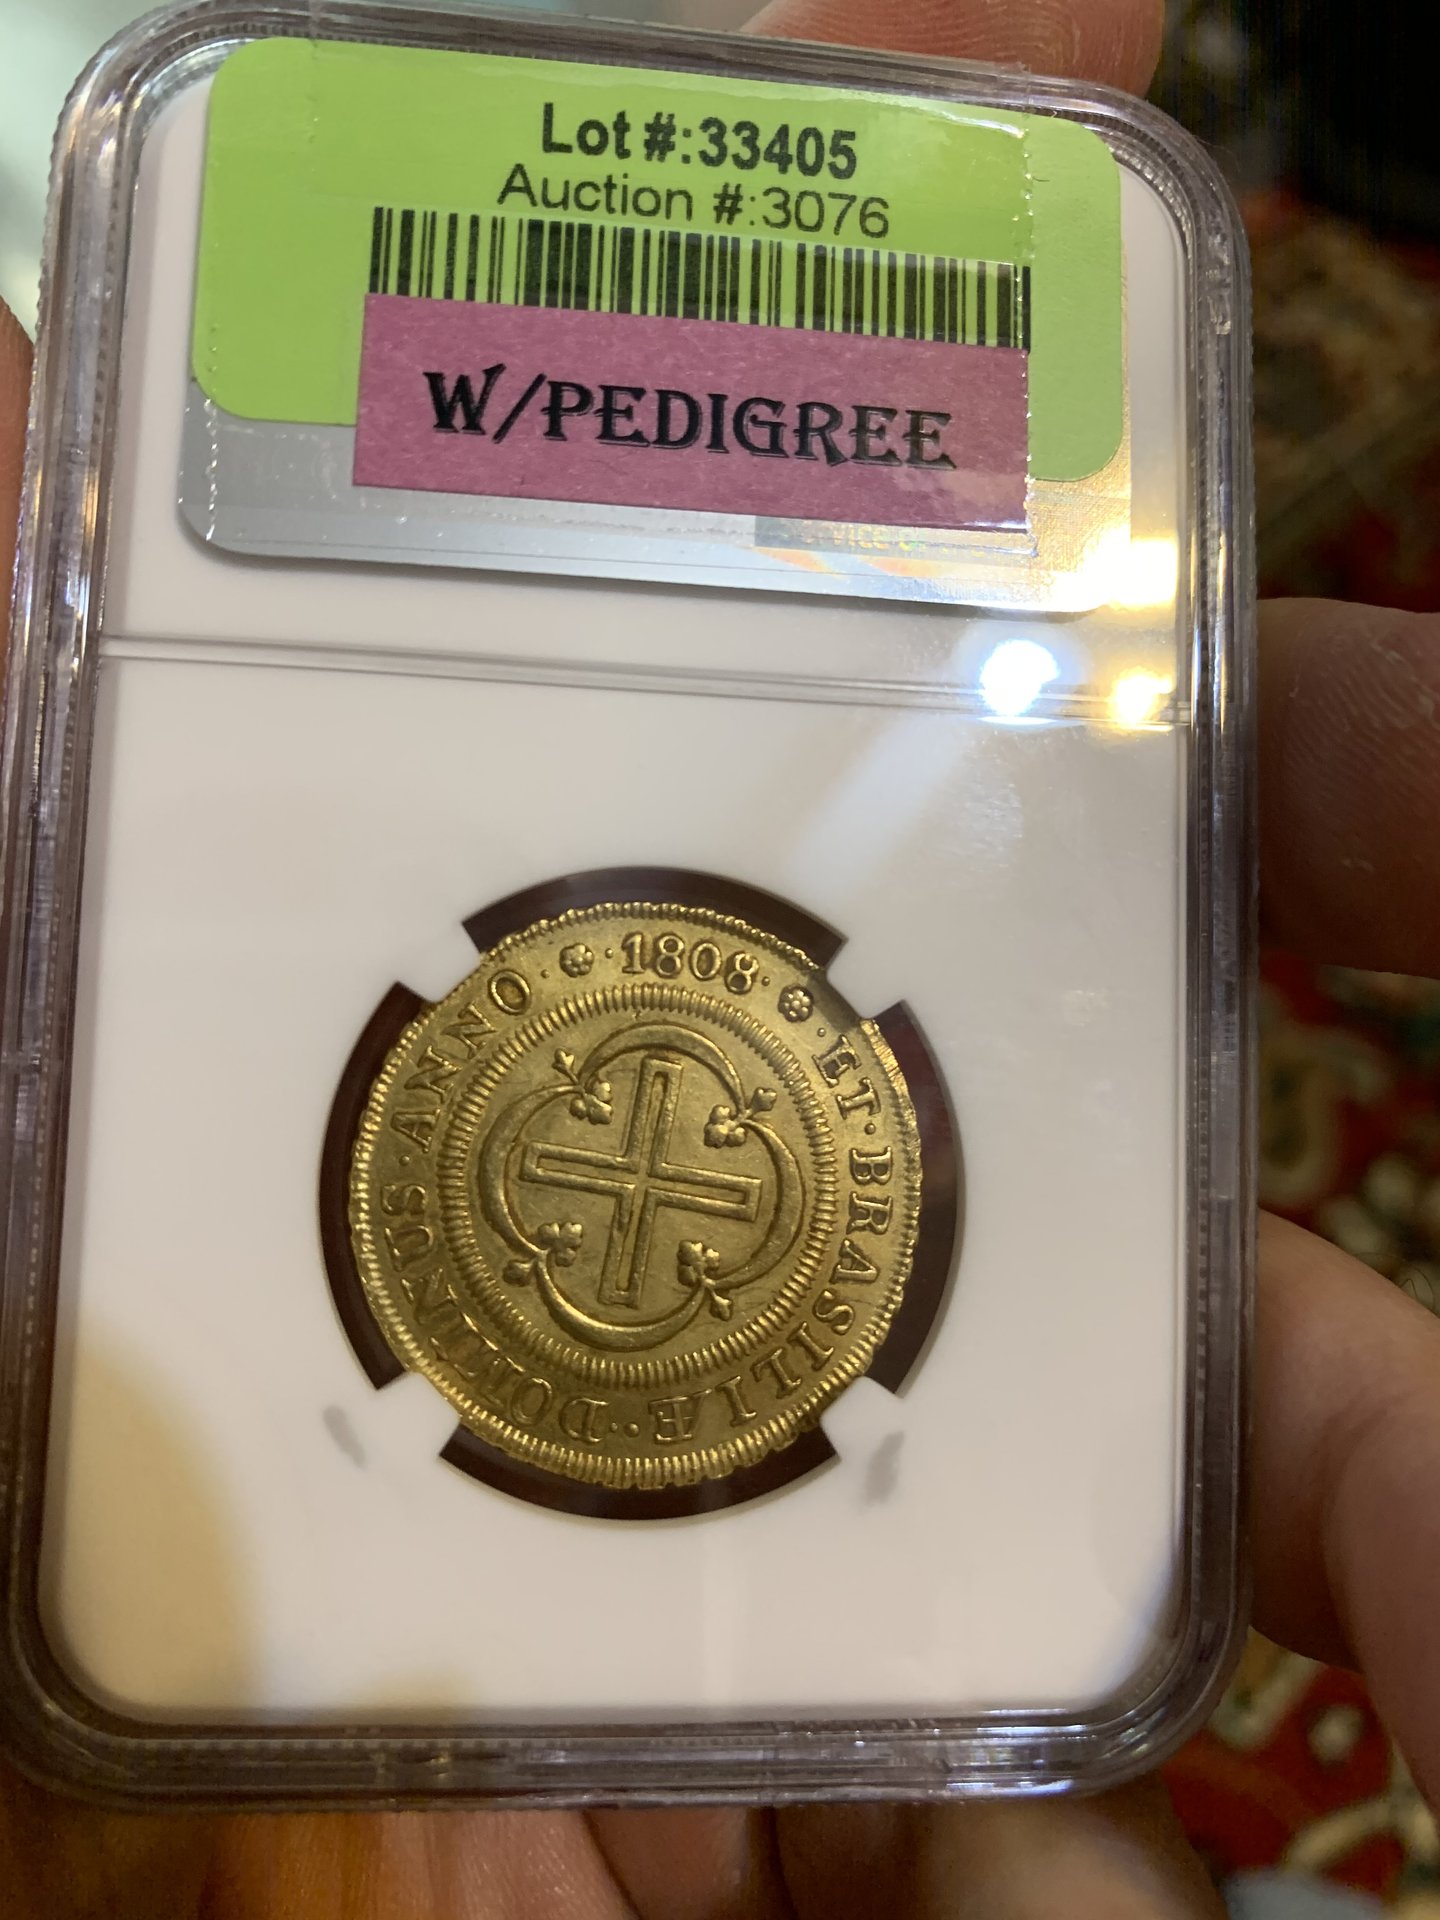 Lot #:33405
Auction #:3076
W/PEDIGREE
·1808· ET·BRASILIÆ··DOMINUS·ANNO·